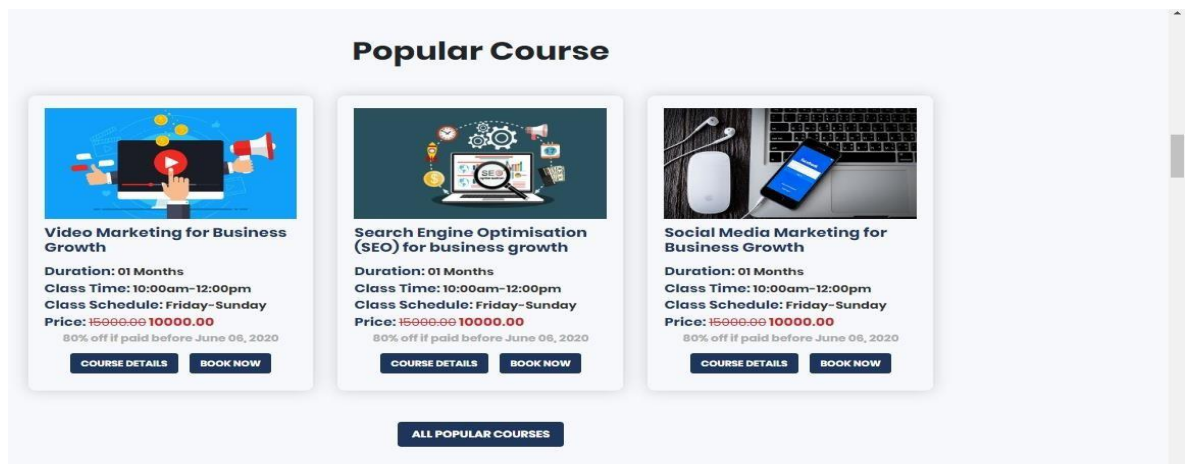 Popular Course
Video Marketing for Business
Growth
Duration: 01 Months
Class Time: 10:00am-12:00pm
Class Schedule: Friday-Sunday
Price: 15000.00 10000.00
80% off if paid before June 06, 2020
COURSE DETAILS BOOK NOW
SEO
Search Engine Optimisation
(SEO) for business growth
Duration: 01 Months
Class Time: 10:00am-12:00pm
Class Schedule: Friday-Sunday
Price: 15000.00 10000.00
80% off if paid before June 06, 2020
COURSE DETAILS BOOK NOW
facebook
Social Media Marketing for
Business Growth
Duration: 01 Months
Class Time: 10:00am-12:00pm
Class Schedule: Friday-Sunday
Price: 15000.00 10000.00
80% off if paid before June 06, 2020
COURSE DETAILS BOOK NOW
ALL POPULAR COURSES